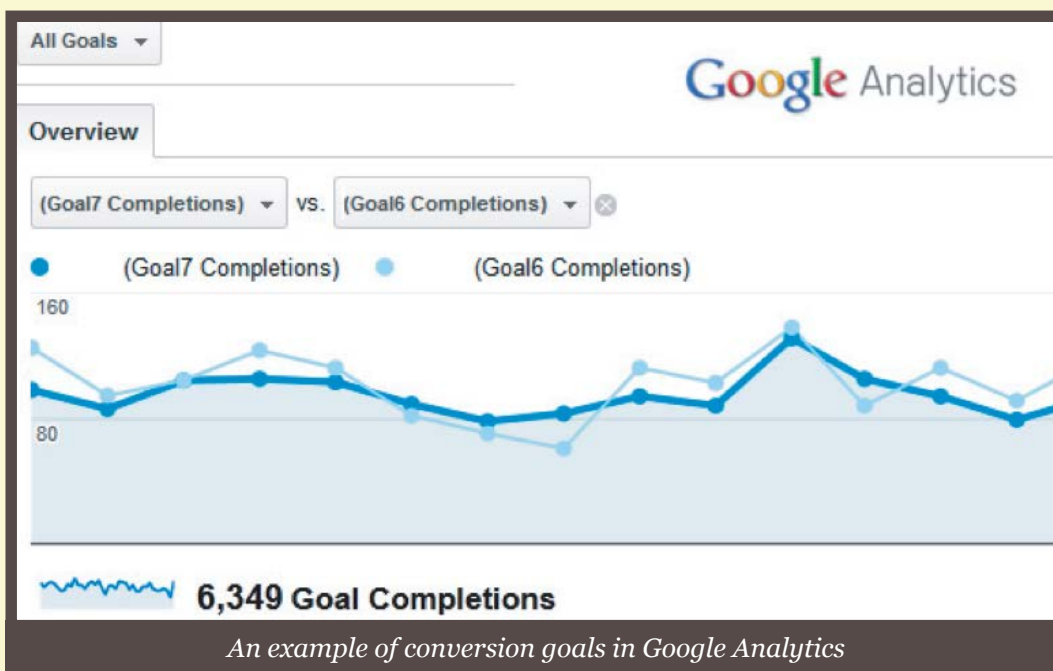 All Goals
Google Analytics
Overview
(Goal7 Completions) vs. (Goal6 Completions)
(Goal7 Completions) (Goal6 Completions)
160
80
6,349 Goal Completions
An example of conversion goals in Google Analytics